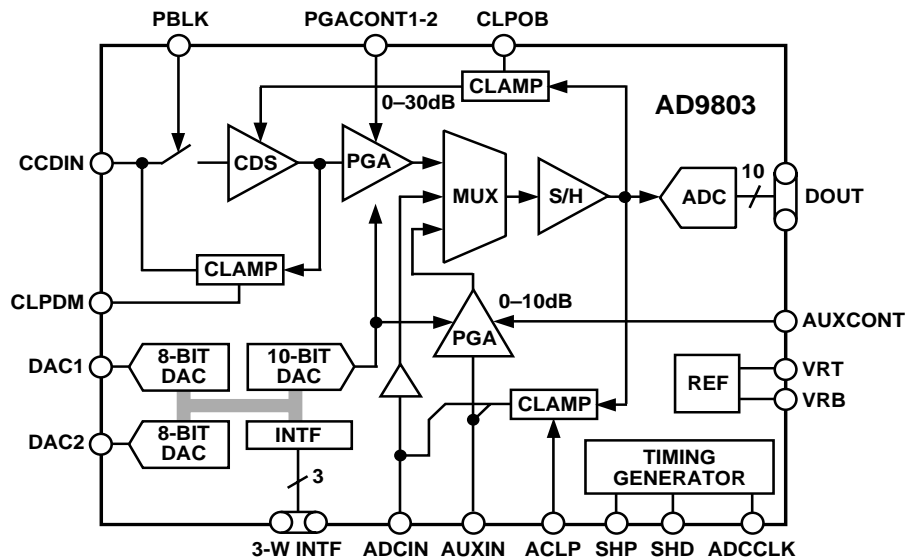 PBLK
PGACONT1-2
CLPOB
CLAMP
0–30dB
AD9803
CCDIN
CDS
PGA
MUX
S/H
ADC
10
DOUT
CLAMP
CLPDM
0–10dB
PGA
AUXCONT
DAC1
8-BIT
DAC
10-BIT
DAC
REF
VRT
VRB
CLAMP
DAC2
8-BIT
DAC
INTF
TIMING
GENERATOR
3
3-W INTF
ADCIN
AUXIN
ACLP
SHP
SHD
ADCCLK